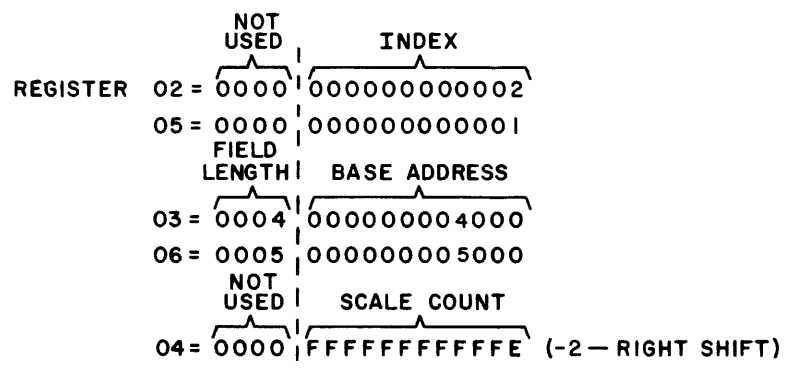 NOT
USED INDEX
REGISTER 02 = 0000 000000000002
05 = 0000 000000000001
FIELD
LENGTH BASE ADDRESS
03 = 0004 000000004000
06 = 0005 000000005000
NOT
USED SCALE COUNT
04 = 0000 FFFFFFFFFFFE (-2 — RIGHT SHIFT)